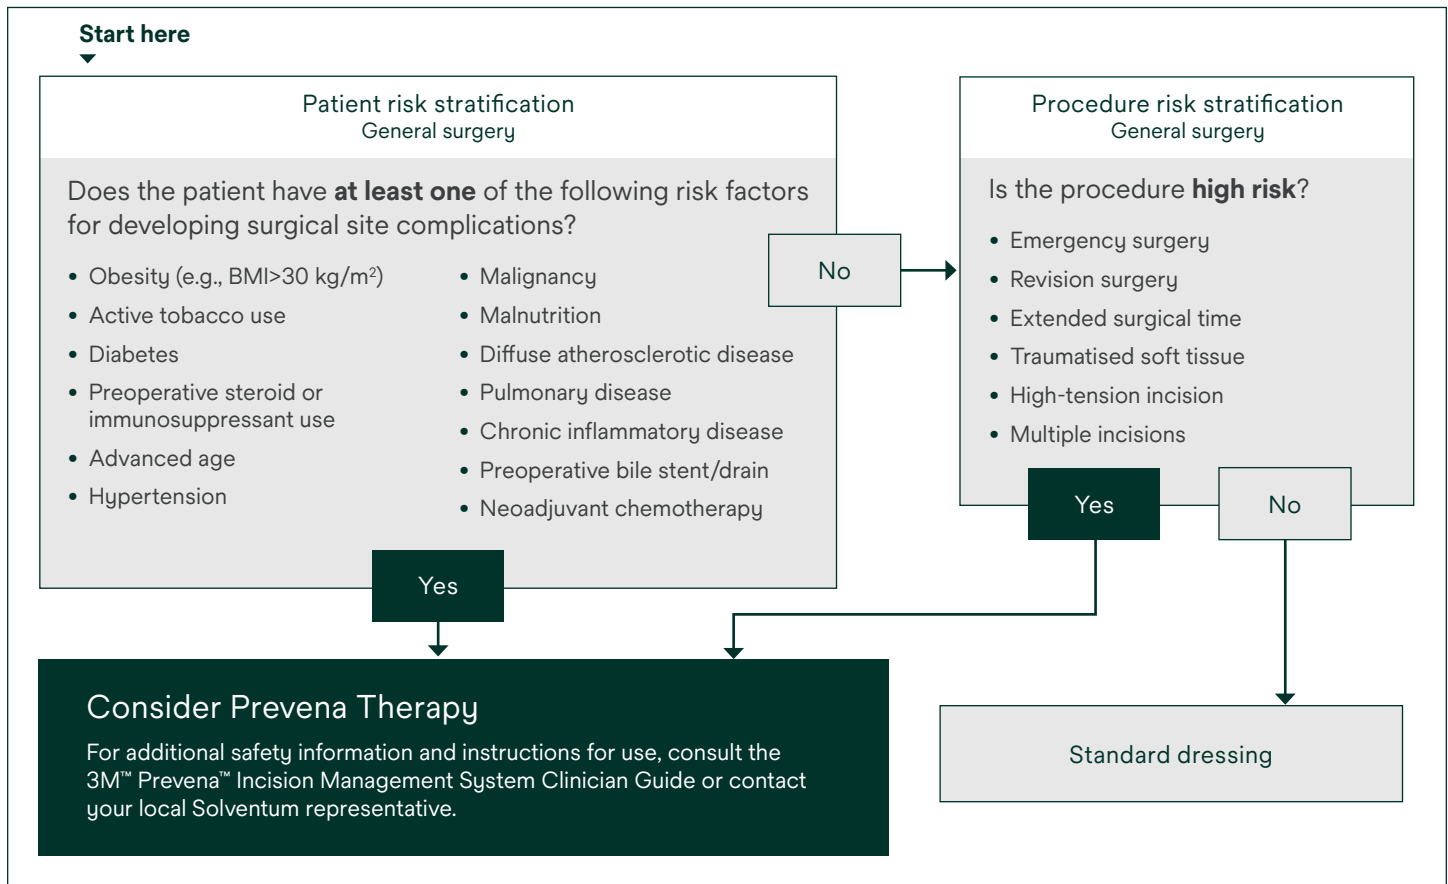 Start here
Patient risk stratification
General surgery
Does the patient have at least one of the following risk factors
for developing surgical site complications?
• Obesity (e.g., BMI>30 kg/m²)
• Active tobacco use
• Diabetes
• Preoperative steroid or
immunosuppressant use
• Advanced age
• Hypertension
• Malignancy
• Malnutrition
• Diffuse atherosclerotic disease
• Pulmonary disease
• Chronic inflammatory disease
• Preoperative bile stent/drain
• Neoadjuvant chemotherapy
No
Yes
Procedure risk stratification
General surgery
Is the procedure high risk?
• Emergency surgery
• Revision surgery
• Extended surgical time
• Traumatised soft tissue
• High-tension incision
• Multiple incisions
Yes
No
Consider Prevena Therapy
For additional safety information and instructions for use, consult the
3M™ Prevena™ Incision Management System Clinician Guide or contact
your local Solventum representative.
Standard dressing